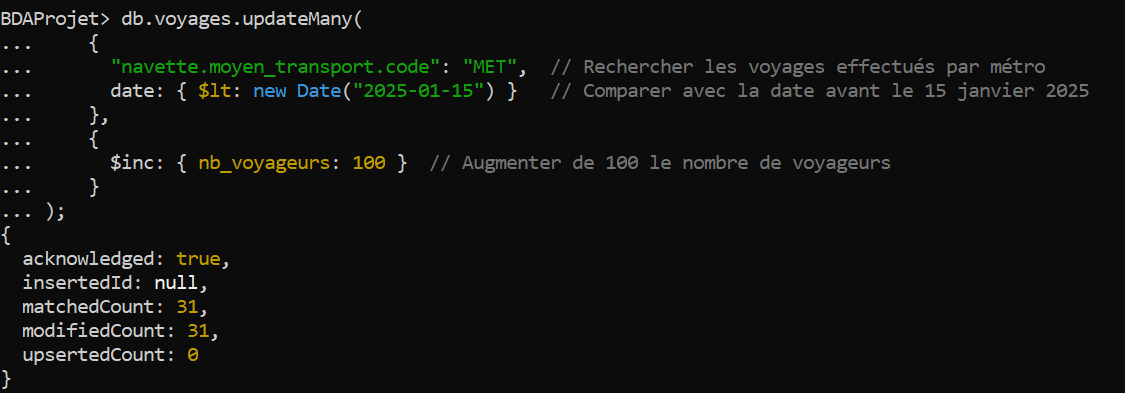 BDAProjet> db.voyages.updateMany(
...     {
...       "navette.moyen_transport.code": "MET",  // Rechercher les voyages effectués par métro
...       date: { $lt: new Date("2025-01-15") }   // Comparer avec la date avant le 15 janvier 2025
...     },
...     {
...       $inc: { nb_voyageurs: 100 }  // Augmenter de 100 le nombre de voyageurs
...     }
... );
{
  acknowledged: true,
  insertedId: null,
  matchedCount: 31,
  modifiedCount: 31,
  upsertedCount: 0
}